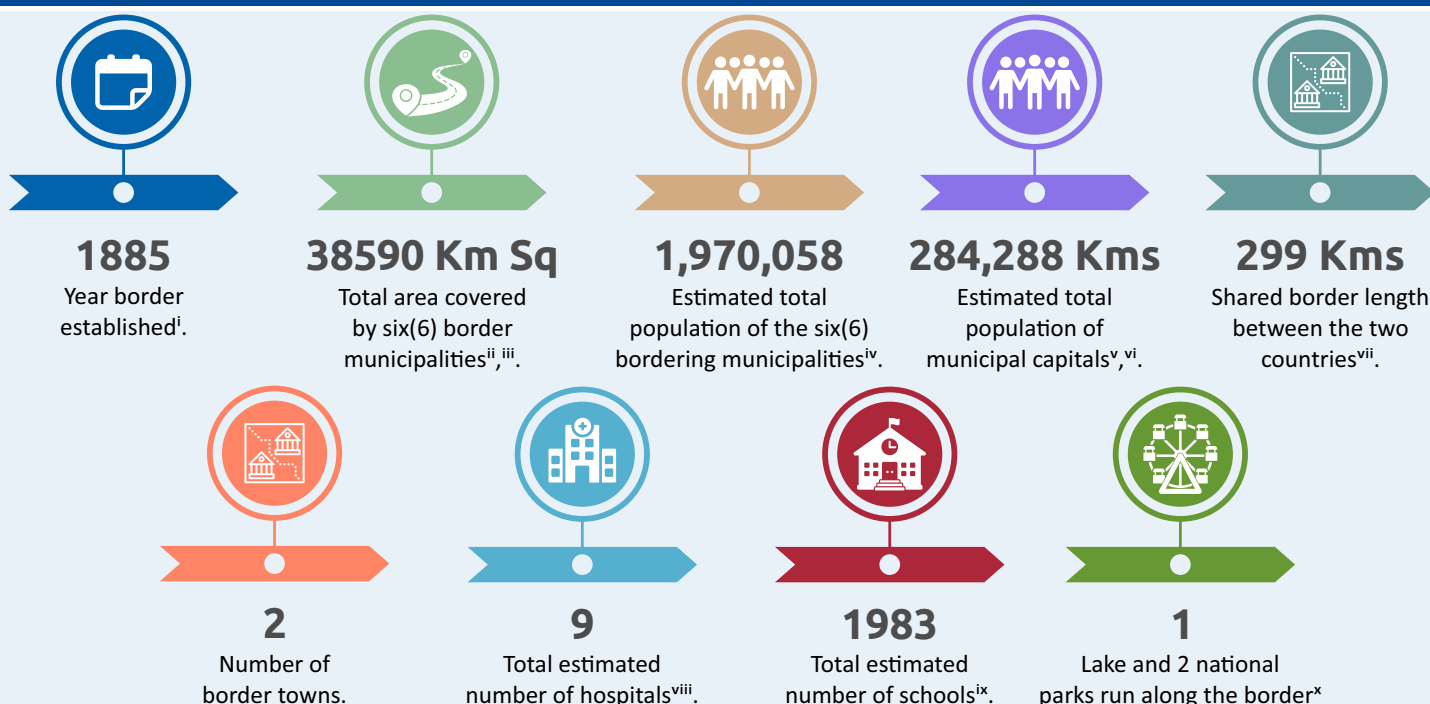 1885
Year border
establishedⁱ.
38590 Km Sq
Total area covered
by six(6) border
municipalitiesⁱⁱ,ⁱⁱⁱ.
1,970,058
Estimated total
population of the six(6)
bordering municipalitiesⁱᵛ.
284,288 Kms
Estimated total
population of
municipal capitalsᵛ,ᵛⁱ.
299 Kms
Shared border length
between the two
countriesᵛⁱⁱ.
2
Number of
border towns.
9
Total estimated
number of hospitalsᵛⁱⁱⁱ.
1983
Total estimated
number of schoolsⁱˣ.
1
Lake and 2 national
parks run along the borderˣ